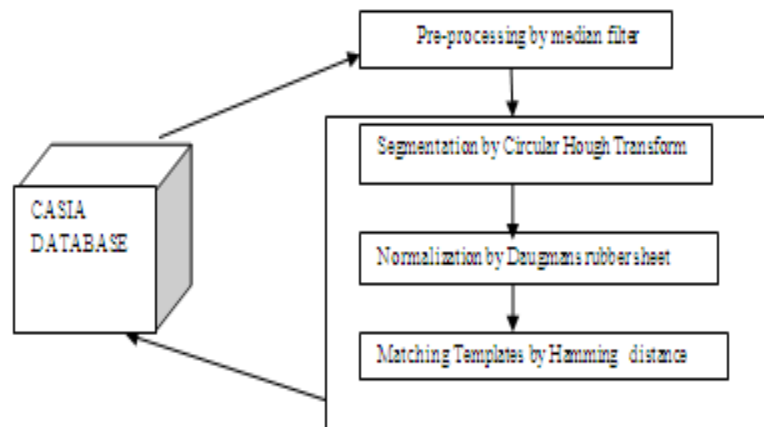 Pre-processing by median filter
Segmentation by Circular Hough Transform
CASIA
DATABASE
Normalization by Daugmans rubber sheet
Matching Templates by Hamming distance